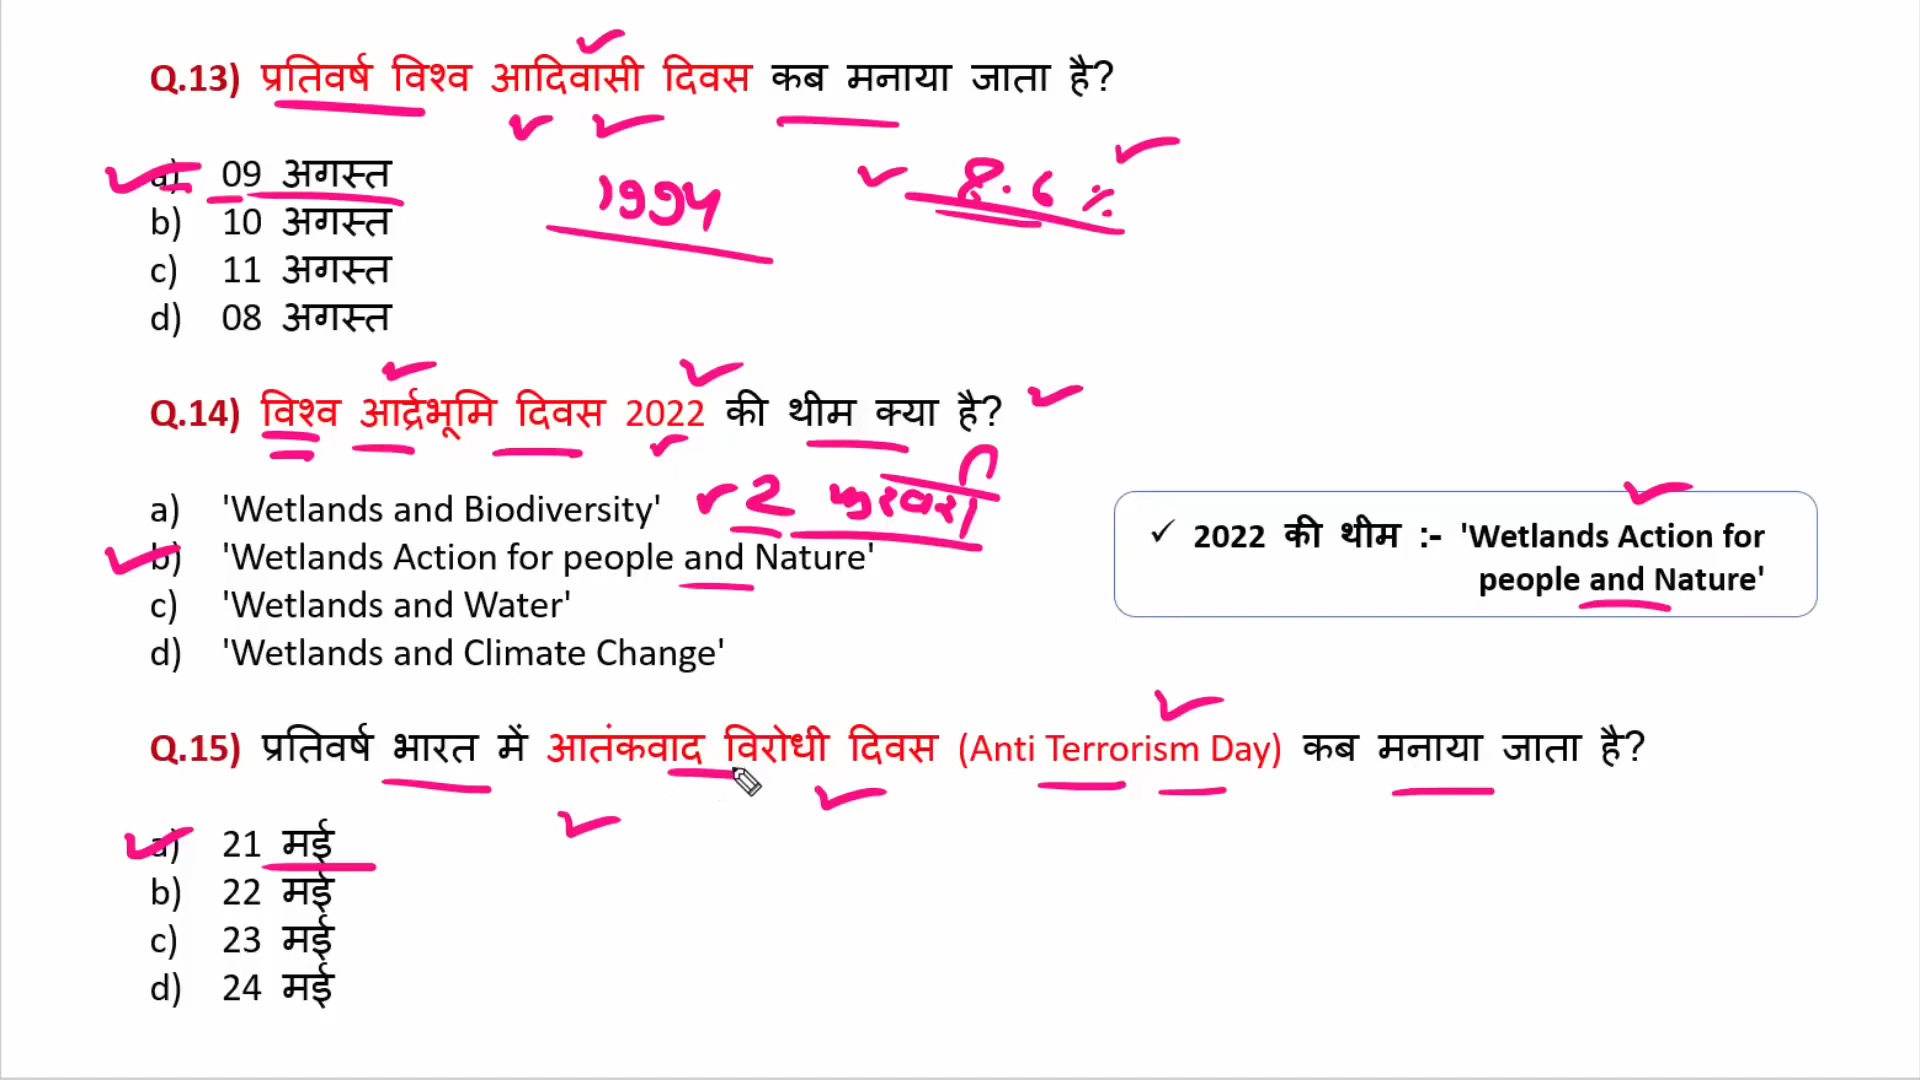 Q.13) प्रतिवर्ष विश्व आदिवासी दिवस कब मनाया जाता है?
a) 09 अगस्त
b) 10 अगस्त
c) 11 अगस्त
d) 08 अगस्त
1994
8.6 %
Q.14) विश्व आर्द्रभूमि दिवस 2022 की थीम क्या है?
a) 'Wetlands and Biodiversity'
2 फरवरी
b) 'Wetlands Action for people and Nature'
c) 'Wetlands and Water'
d) 'Wetlands and Climate Change'
✓ 2022 की थीम :- 'Wetlands Action for
people and Nature'
Q.15) प्रतिवर्ष भारत में आतंकवाद विरोधी दिवस (Anti Terrorism Day) कब मनाया जाता है?
a) 21 मई
b) 22 मई
c) 23 मई
d) 24 मई